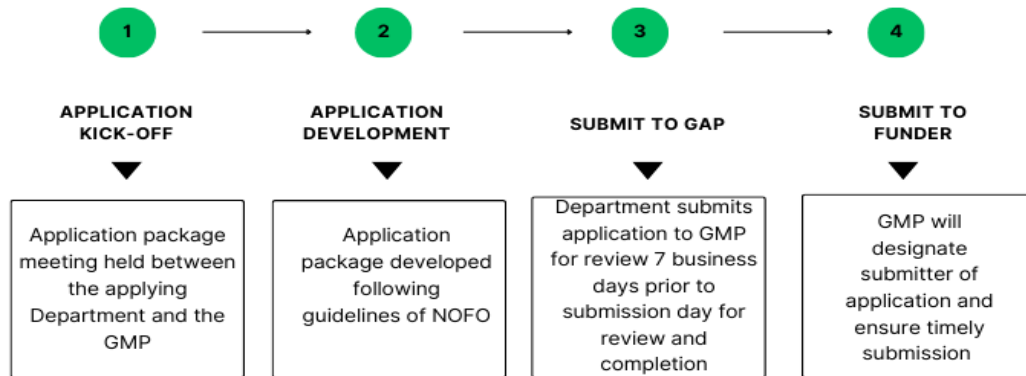 1
2
3
4
APPLICATION
KICK-OFF
APPLICATION
DEVELOPMENT
SUBMIT TO GAP
SUBMIT TO
FUNDER
Application package
meeting held between
the applying
Department and the
GMP
Application
package developed
following
guidelines of NOFO
Department submits
application to GMP
for review 7 business
days prior to
submission day for
review and
completion
GMP will
designate
submitter of
application and
ensure timely
submission